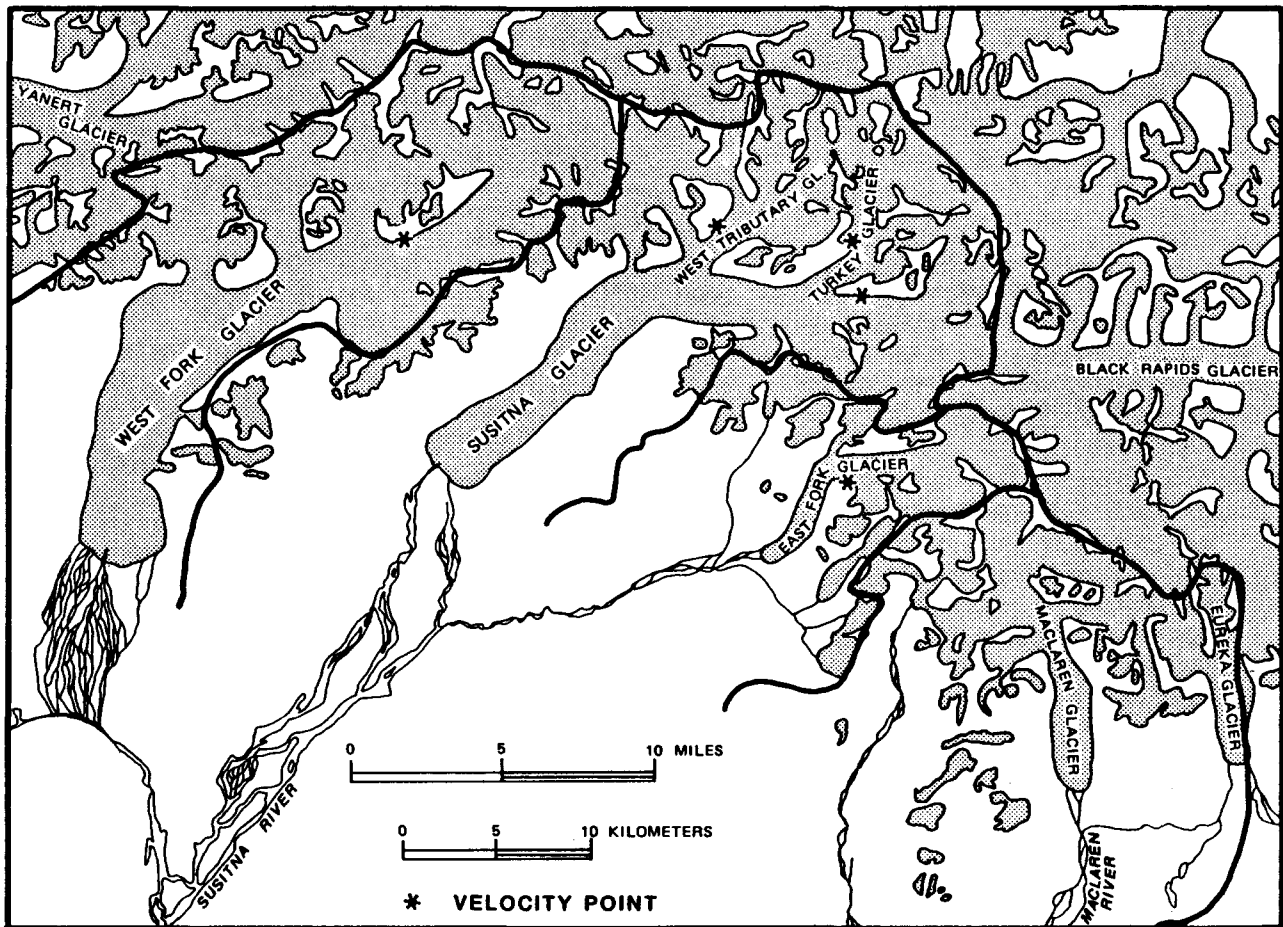 YANERT
GLACIER
WEST TRIBUTARY GL.
TURKEY GLACIER
WEST FORK GLACIER
SUSITNA GLACIER
BLACK RAPIDS GLACIER
EAST FORK GLACIER
MACLAREN GLACIER
EUREKA GLACIER
0 5 10 MILES
0 5 10 KILOMETERS
SUSITNA RIVER
MACLAREN
RIVER
* VELOCITY POINT